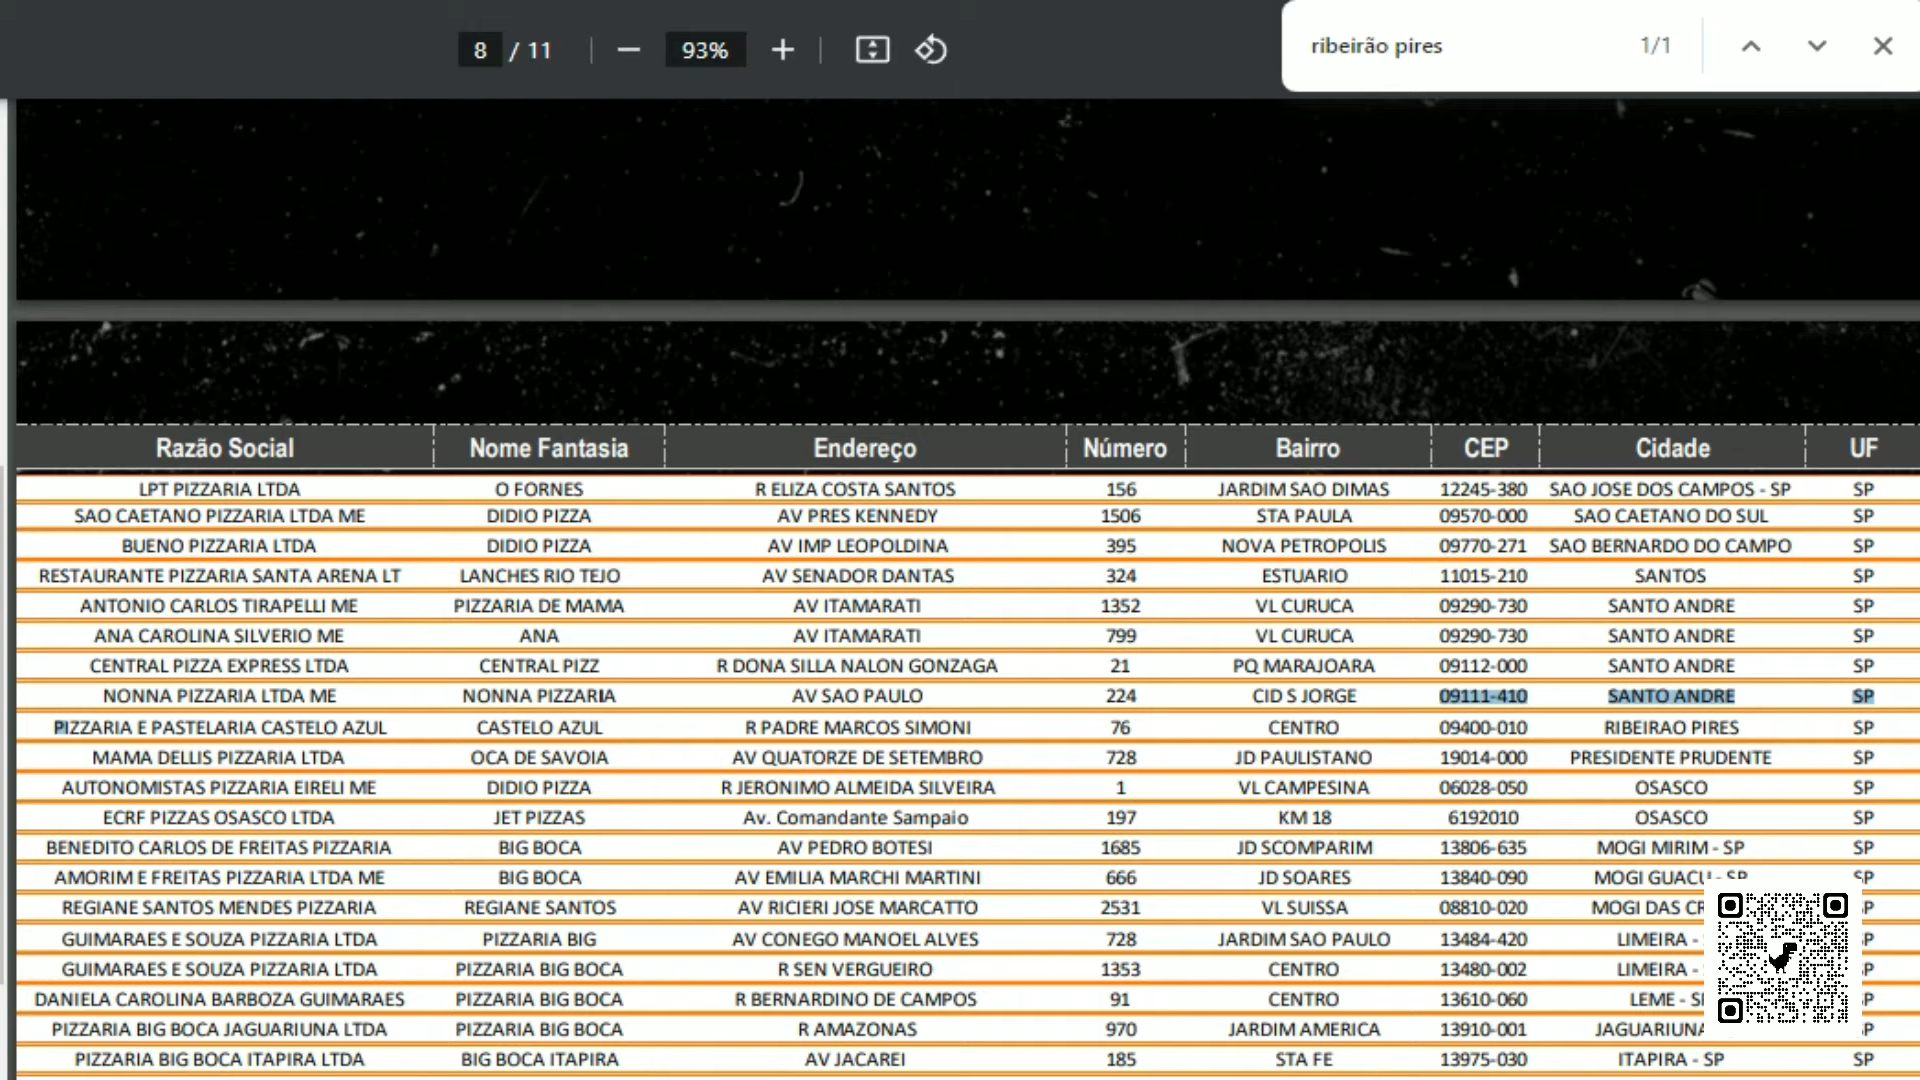 8 / 11 93% ribeirão pires 1/1
Razão Social Nome Fantasia Endereço Número Bairro CEP Cidade UF
LPT PIZZARIA LTDA O FORNES R ELIZA COSTA SANTOS 156 JARDIM SAO DIMAS 12245-380 SAO JOSE DOS CAMPOS - SP SP
SAO CAETANO PIZZARIA LTDA ME DIDIO PIZZA AV PRES KENNEDY 1506 STA PAULA 09570-000 SAO CAETANO DO SUL SP
BUENO PIZZARIA LTDA DIDIO PIZZA AV IMP LEOPOLDINA 395 NOVA PETROPOLIS 09770-271 SAO BERNARDO DO CAMPO SP
RESTAURANTE PIZZARIA SANTA ARENA LT LANCHES RIO TEJO AV SENADOR DANTAS 324 ESTUARIO 11015-210 SANTOS SP
ANTONIO CARLOS TIRAPELLI ME PIZZARIA DE MAMA AV ITAMARATI 1352 VL CURUCA 09290-730 SANTO ANDRE SP
ANA CAROLINA SILVERIO ME ANA AV ITAMARATI 799 VL CURUCA 09290-730 SANTO ANDRE SP
CENTRAL PIZZA EXPRESS LTDA CENTRAL PIZZ R DONA SILLA NALON GONZAGA 21 PQ MARAJOARA 09112-000 SANTO ANDRE SP
NONNA PIZZARIA LTDA ME NONNA PIZZARIA AV SAO PAULO 224 CID S JORGE 09111-410 SANTO ANDRE SP
PIZZARIA E PASTELARIA CASTELO AZUL CASTELO AZUL R PADRE MARCOS SIMONI 76 CENTRO 09400-010 RIBEIRAO PIRES SP
MAMA DELLIS PIZZARIA LTDA OCA DE SAVOIA AV QUATORZE DE SETEMBRO 728 JD PAULISTANO 19014-000 PRESIDENTE PRUDENTE SP
AUTONOMISTAS PIZZARIA EIRELI ME DIDIO PIZZA R JERONIMO ALMEIDA SILVEIRA 1 VL CAMPESINA 06028-050 OSASCO SP
ECRF PIZZAS OSASCO LTDA JET PIZZAS Av. Comandante Sampaio 197 KM 18 6192010 OSASCO SP
BENEDITO CARLOS DE FREITAS PIZZARIA BIG BOCA AV PEDRO BOTESI 1685 JD SCOMPARIM 13806-635 MOGI MIRIM - SP SP
AMORIM E FREITAS PIZZARIA LTDA ME BIG BOCA AV EMILIA MARCHI MARTINI 666 JD SOARES 13840-090 MOGI GUACU - SP SP
REGIANE SANTOS MENDES PIZZARIA REGIANE SANTOS AV RICIERI JOSE MARCATTO 2531 VL SUISSA 08810-020 MOGI DAS CR
GUIMARAES E SOUZA PIZZARIA LTDA PIZZARIA BIG AV CONEGO MANOEL ALVES 728 JARDIM SAO PAULO 13484-420 LIMEIRA -
GUIMARAES E SOUZA PIZZARIA LTDA PIZZARIA BIG BOCA R SEN VERGUEIRO 1353 CENTRO 13480-002 LIMEIRA -
DANIELA CAROLINA BARBOZA GUIMARAES PIZZARIA BIG BOCA R BERNARDINO DE CAMPOS 91 CENTRO 13610-060 LEME -
PIZZARIA BIG BOCA JAGUARIUNA LTDA PIZZARIA BIG BOCA R AMAZONAS 970 JARDIM AMERICA 13910-001 JAGUARIUNA
PIZZARIA BIG BOCA ITAPIRA LTDA BIG BOCA ITAPIRA AV JACAREI 185 STA FE 13975-030 ITAPIRA - SP SP